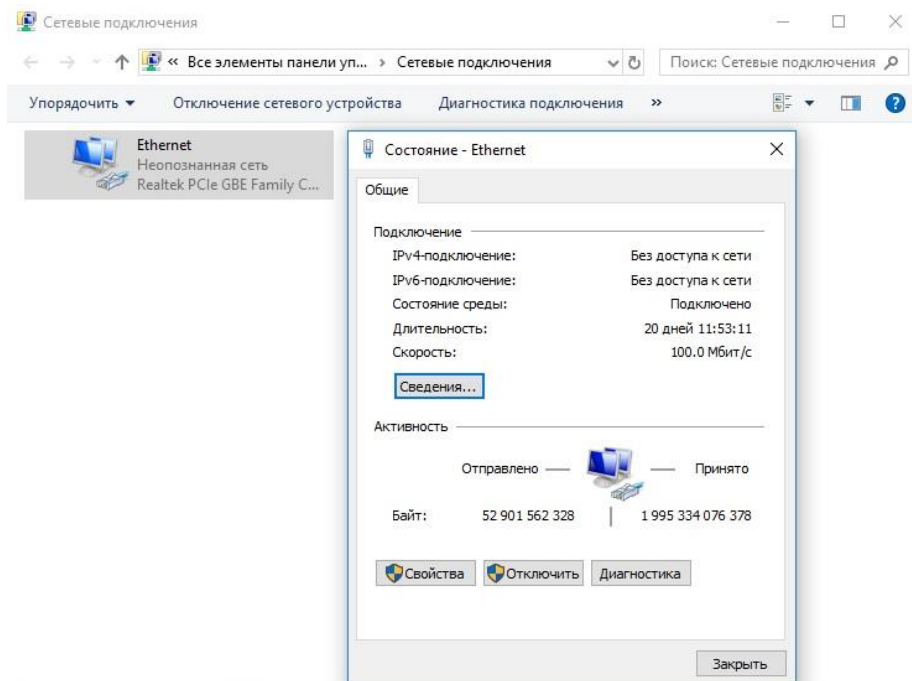 Сетевые подключения
« Все элементы панели уп... › Сетевые подключения
Поиск: Сетевые подключения
Упорядочить Отключение сетевого устройства Диагностика подключения »
Ethernet
Неопознанная сеть
Realtek PCIe GBE Family C...
Состояние - Ethernet
Общие
Подключение
IPv4-подключение: Без доступа к сети
IPv6-подключение: Без доступа к сети
Состояние среды: Подключено
Длительность: 20 дней 11:53:11
Скорость: 100.0 Мбит/с
Сведения...
Активность
Отправлено — — Принято
Байт: 52 901 562 328 | 1 995 334 076 378
Свойства Отключить Диагностика
Закрыть